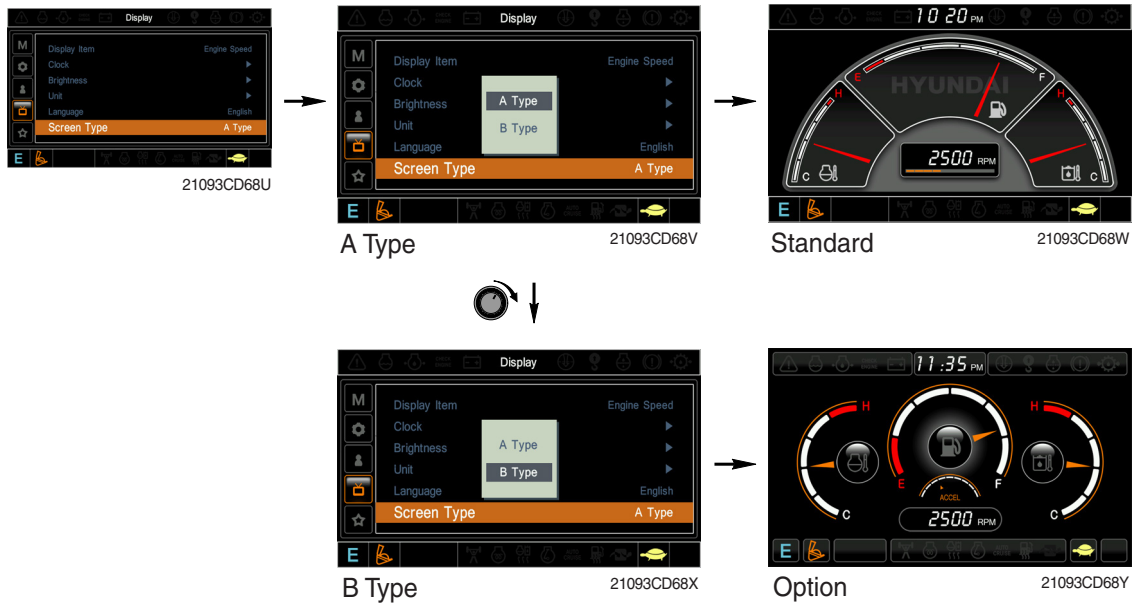 Display
M
Display Item Engine Speed
Clock
Brightness
Unit
Language English
Screen Type A Type
E
21093CD68U
Display
M
Display Item Engine Speed
Clock
Brightness
Unit
Language English
Screen Type A Type
A Type
B Type
E
A Type
21093CD68V
10 20 PM
E F
HYUNDAI
H H
C C
2500 RPM
E
Standard
21093CD68W
Display
M
Display Item Engine Speed
Clock
Brightness
Unit
Language English
Screen Type A Type
A Type
B Type
E
B Type
21093CD68X
CHECK ENGINE
11:35 PM
H H
E F
C C
ACCEL
2500 RPM
E
Option
21093CD68Y